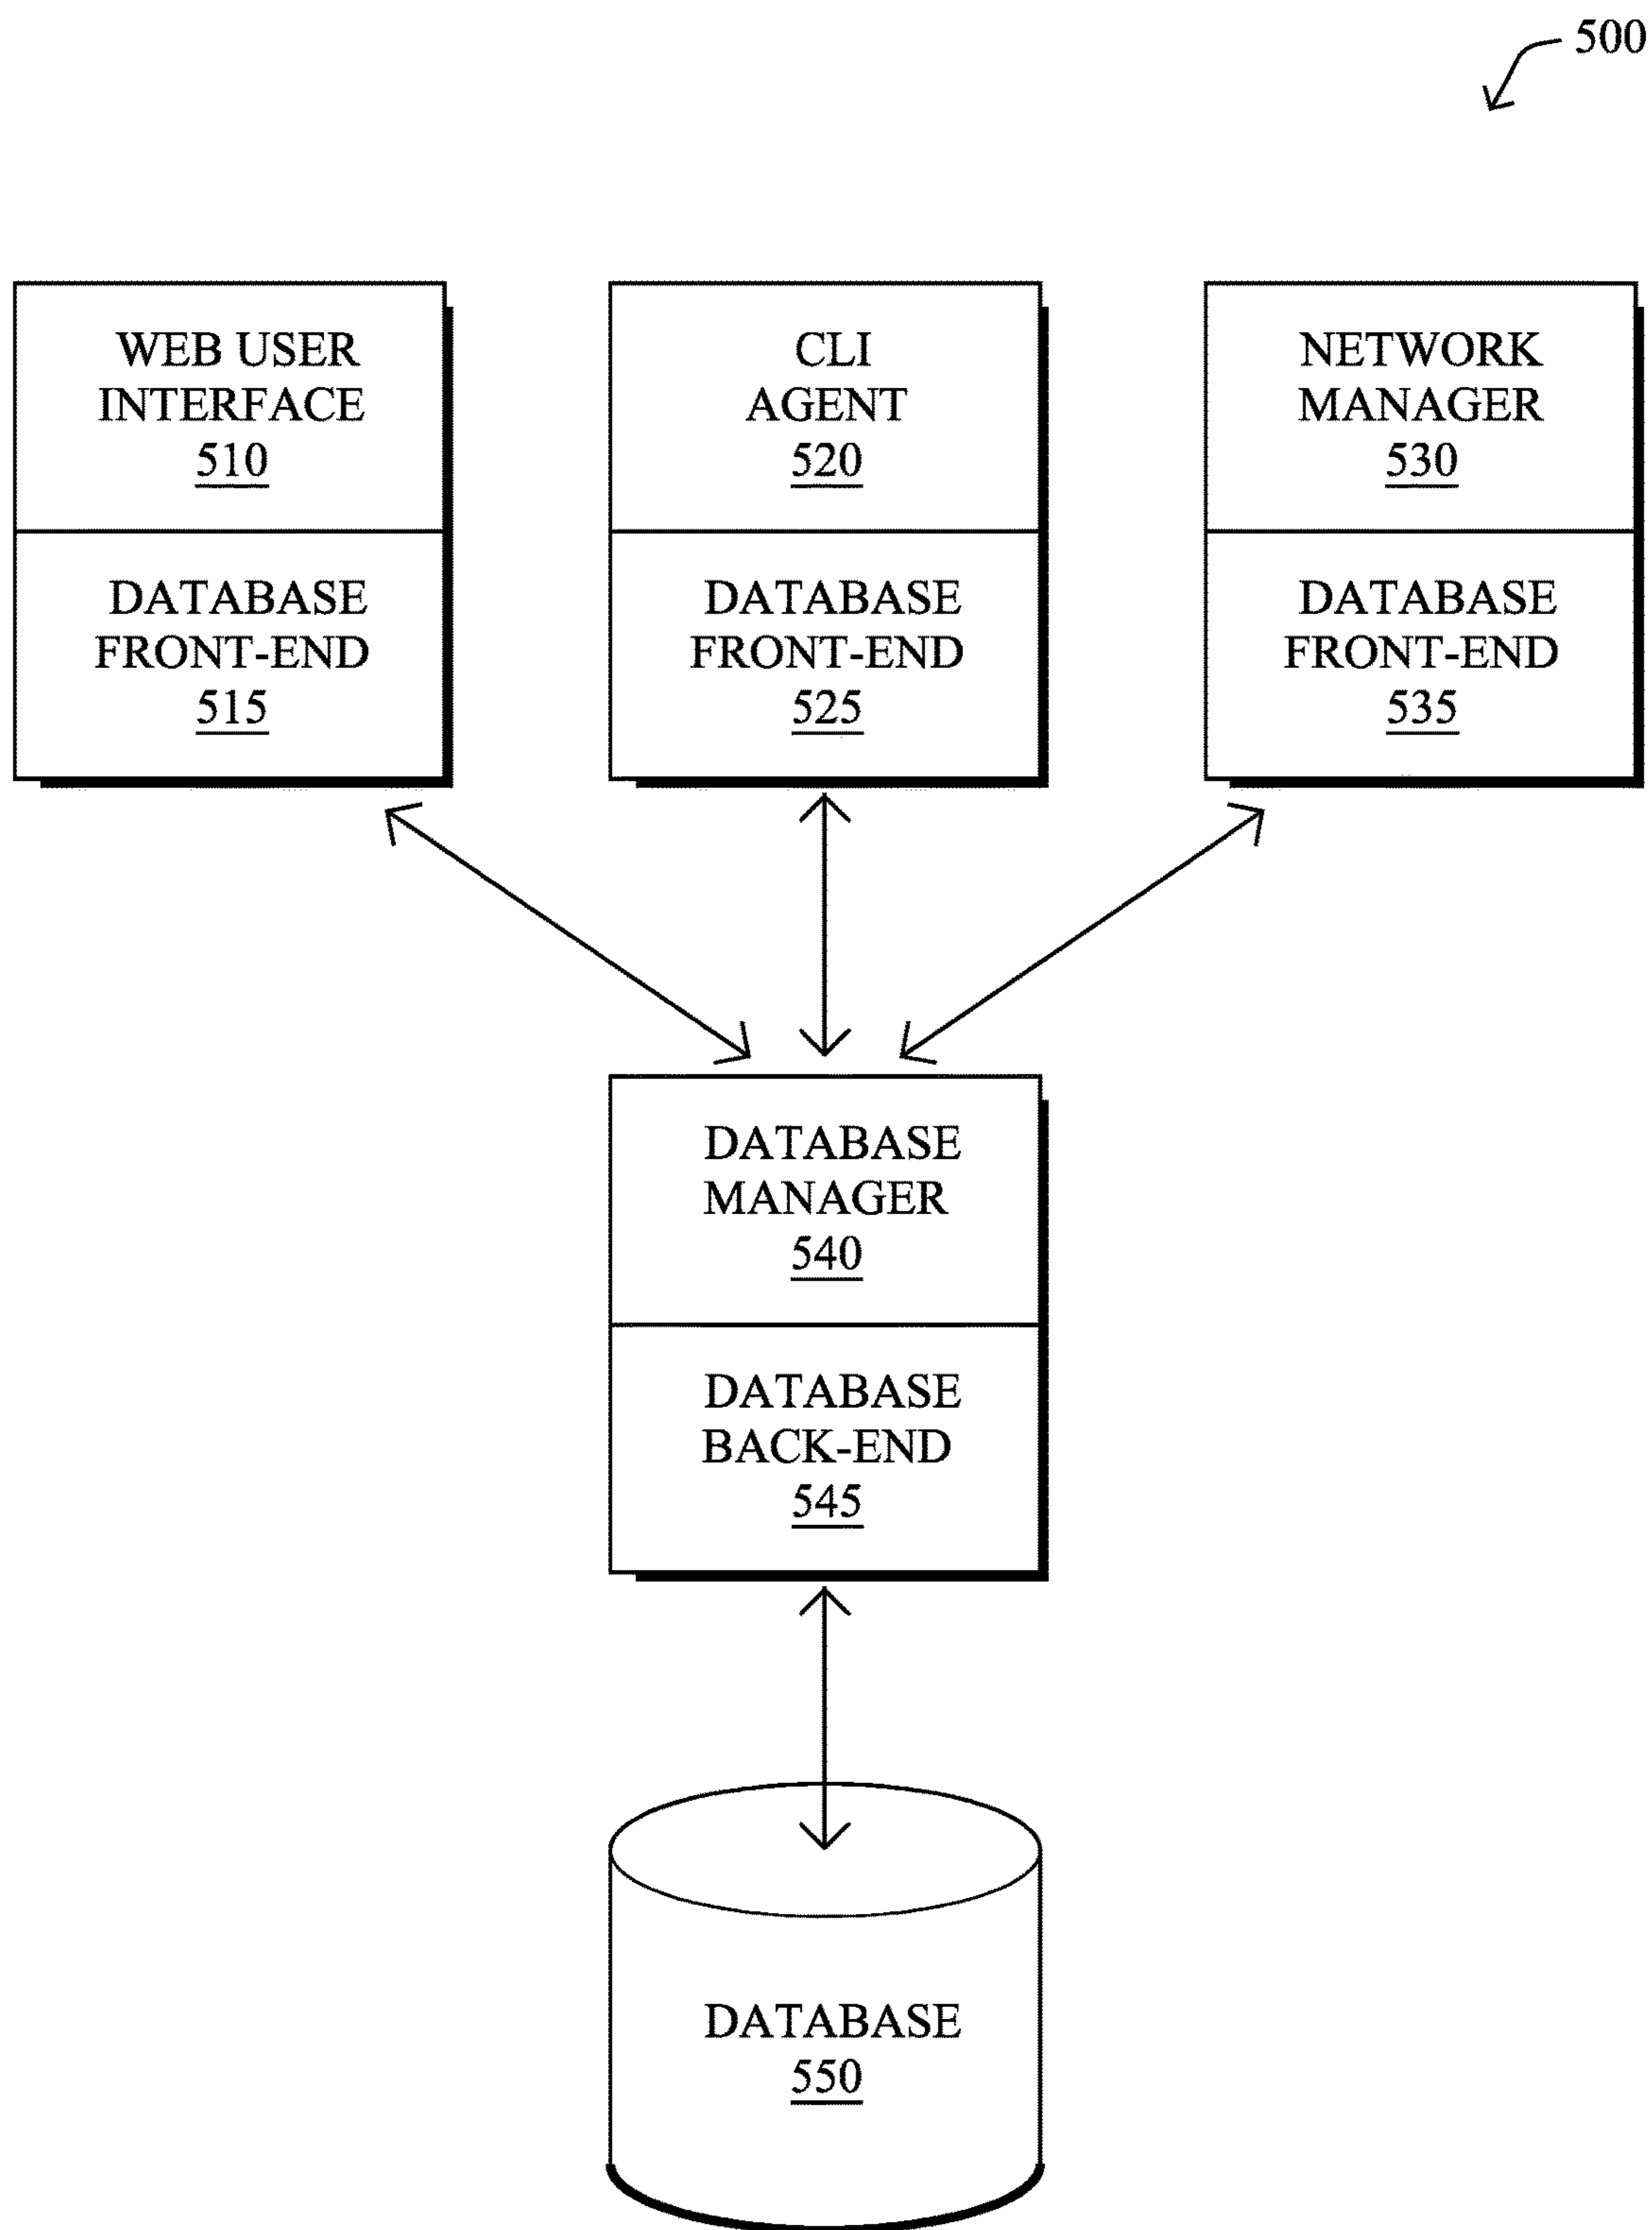 500
WEB USER
INTERFACE
510
DATABASE
FRONT-END
515
CLI
AGENT
520
DATABASE
FRONT-END
525
NETWORK
MANAGER
530
DATABASE
FRONT-END
535
DATABASE
MANAGER
540
DATABASE
BACK-END
545
DATABASE
550